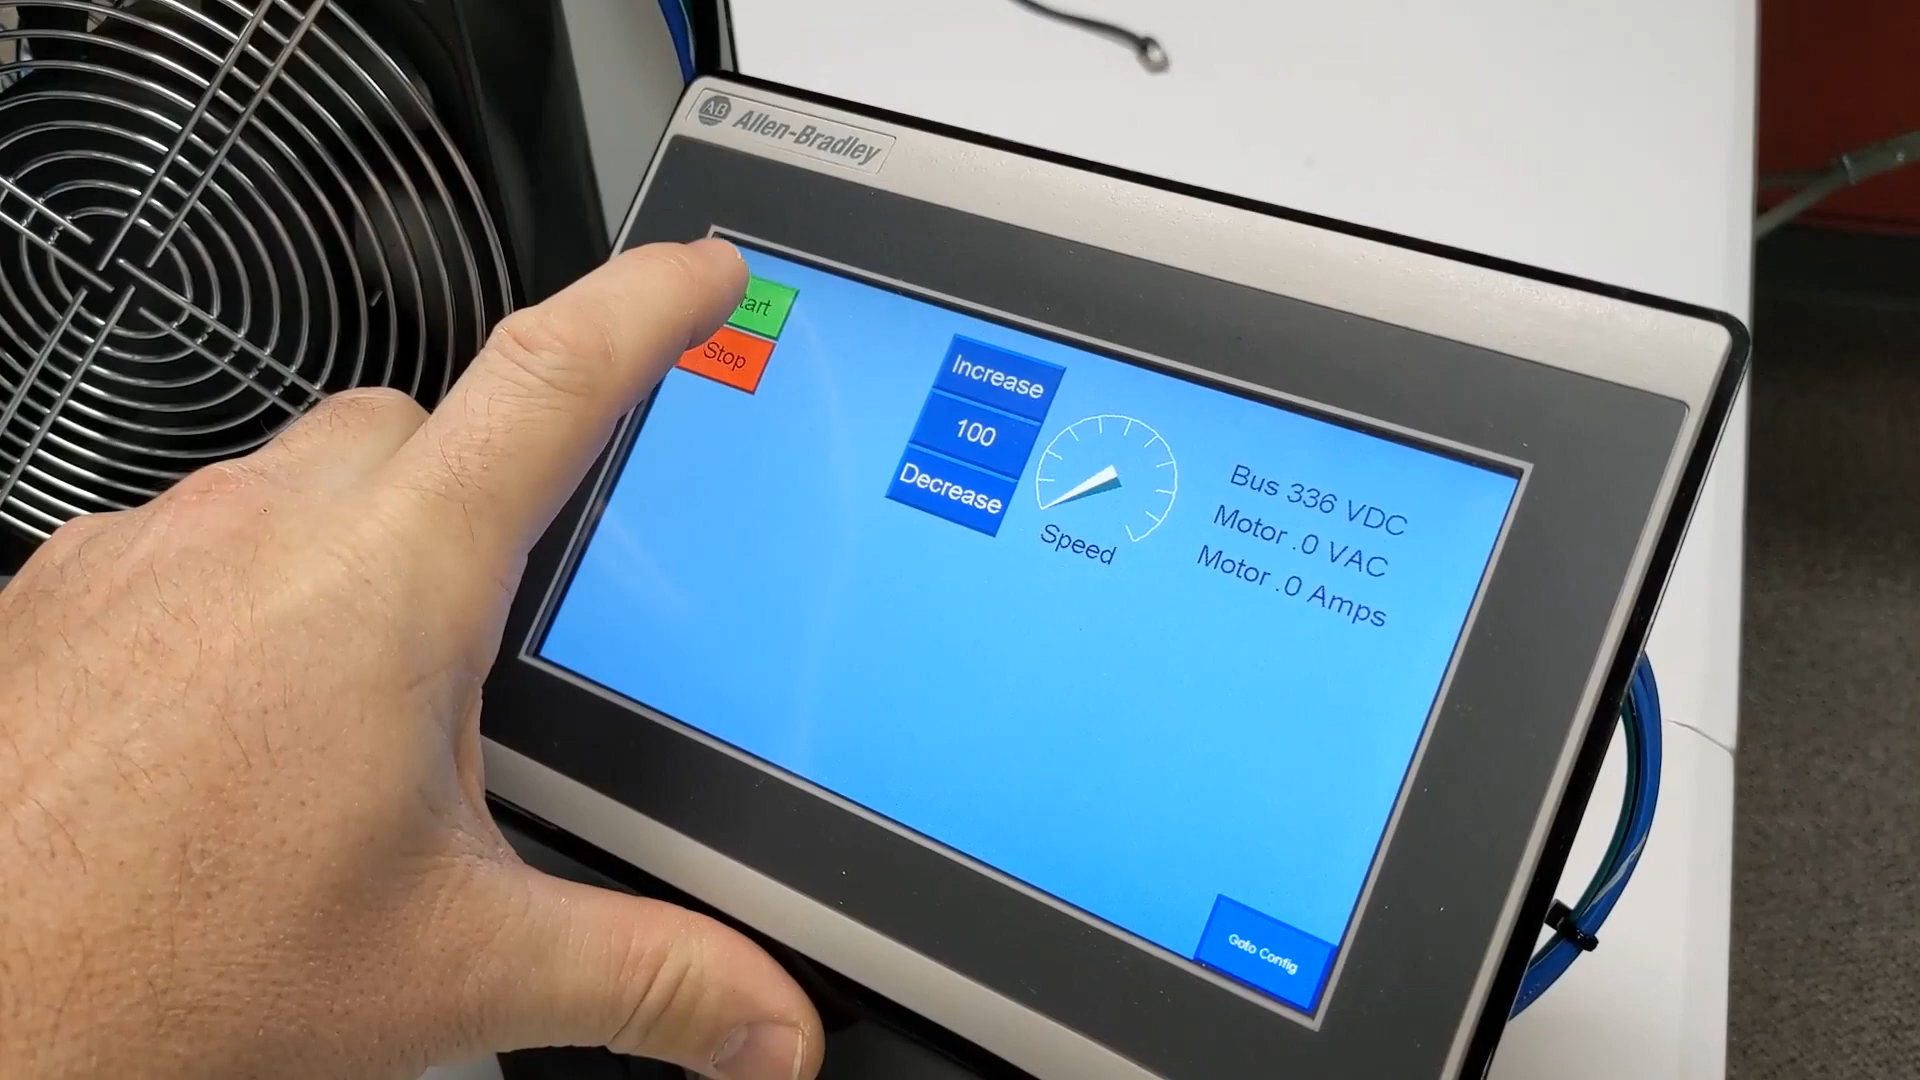 AB Allen-Bradley
tart
Stop
Increase
100
Decrease
Speed
Bus 336 VDC
Motor .0 VAC
Motor .0 Amps
Goto Config